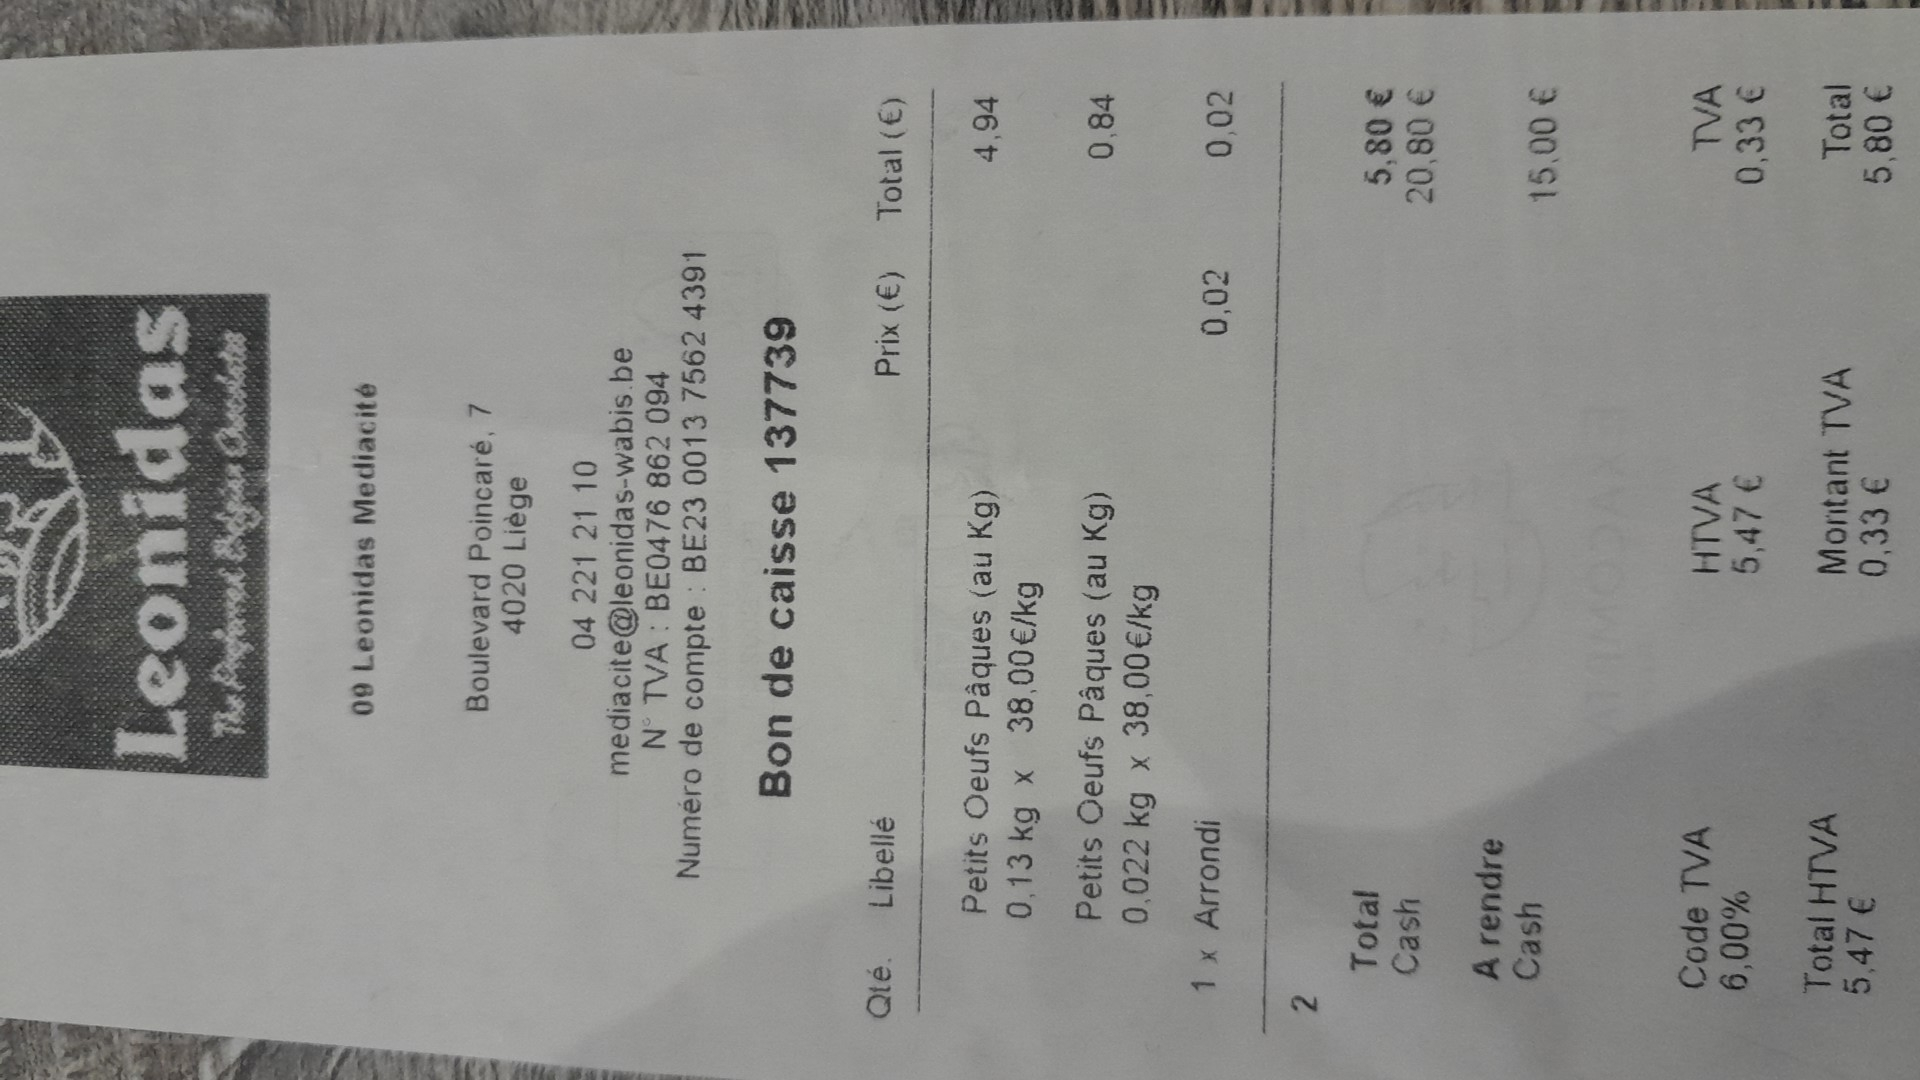 Leonidas
The Preferred Belgian Chocolates
09 Leonidas Mediacité
Boulevard Poincaré, 7
4020 Liège
04 221 21 10
mediacite@leonidas-wabis.be
N° TVA : BE0476 862 094
Numéro de compte : BE23 0013 7562 4391
Bon de caisse 137739
Qté. Libellé Prix (€) Total (€)
Petits Oeufs Pâques (au Kg) 4,94
0,13 kg x 38,00€/kg
Petits Oeufs Pâques (au Kg) 0,84
0,022 kg x 38,00€/kg
1 x Arrondi 0,02 0,02
2
Total 5,80 €
Cash 20,80 €
A rendre
Cash 15,00 €
Code TVA HTVA TVA
6,00% 5,47 € 0,33 €
Total HTVA Montant TVA Total
5,47 € 0,33 € 5,80 €